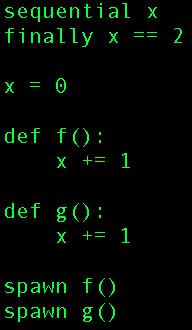 sequential x
finally x == 2

x = 0

def f():
    x += 1

def g():
    x += 1

spawn f()
spawn g()